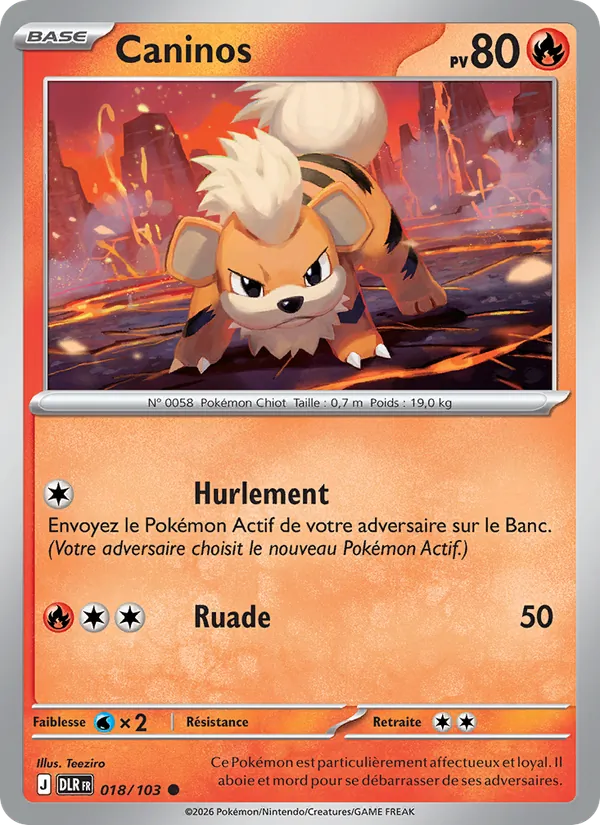 BASE Caninos PV 80
N° 0058 Pokémon Chiot Taille : 0,7 m Poids : 19,0 kg
Hurlement
Envoyez le Pokémon Actif de votre adversaire sur le Banc.
(Votre adversaire choisit le nouveau Pokémon Actif.)
Ruade 50
Faiblesse × 2 Résistance Retraite
Illus. Teeziro
Ce Pokémon est particulièrement affectueux et loyal. Il
aboie et mord pour se débarrasser de ses adversaires.
J DLR FR 018/103
©2026 Pokémon/Nintendo/Creatures/GAME FREAK